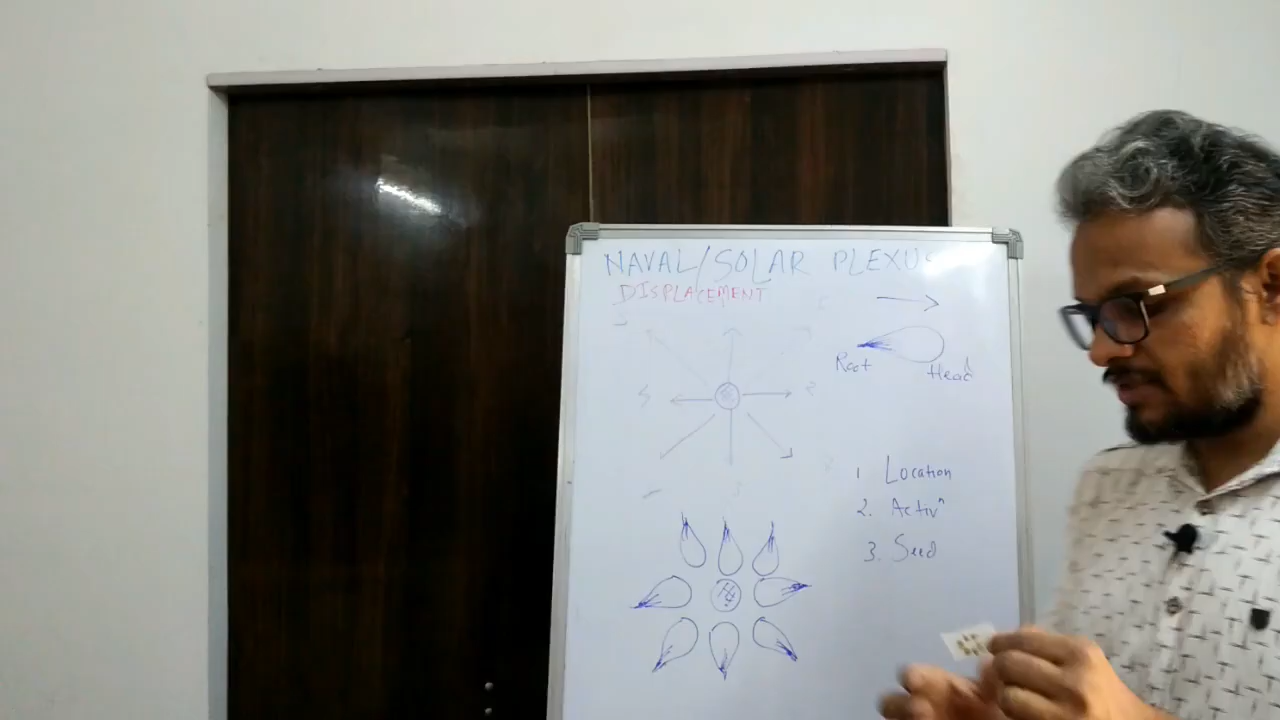 NAVAL/SOLAR PLEXUS
DISPLACEMENT
Root
Head
1 Location
2. Activⁿ
3. Seed